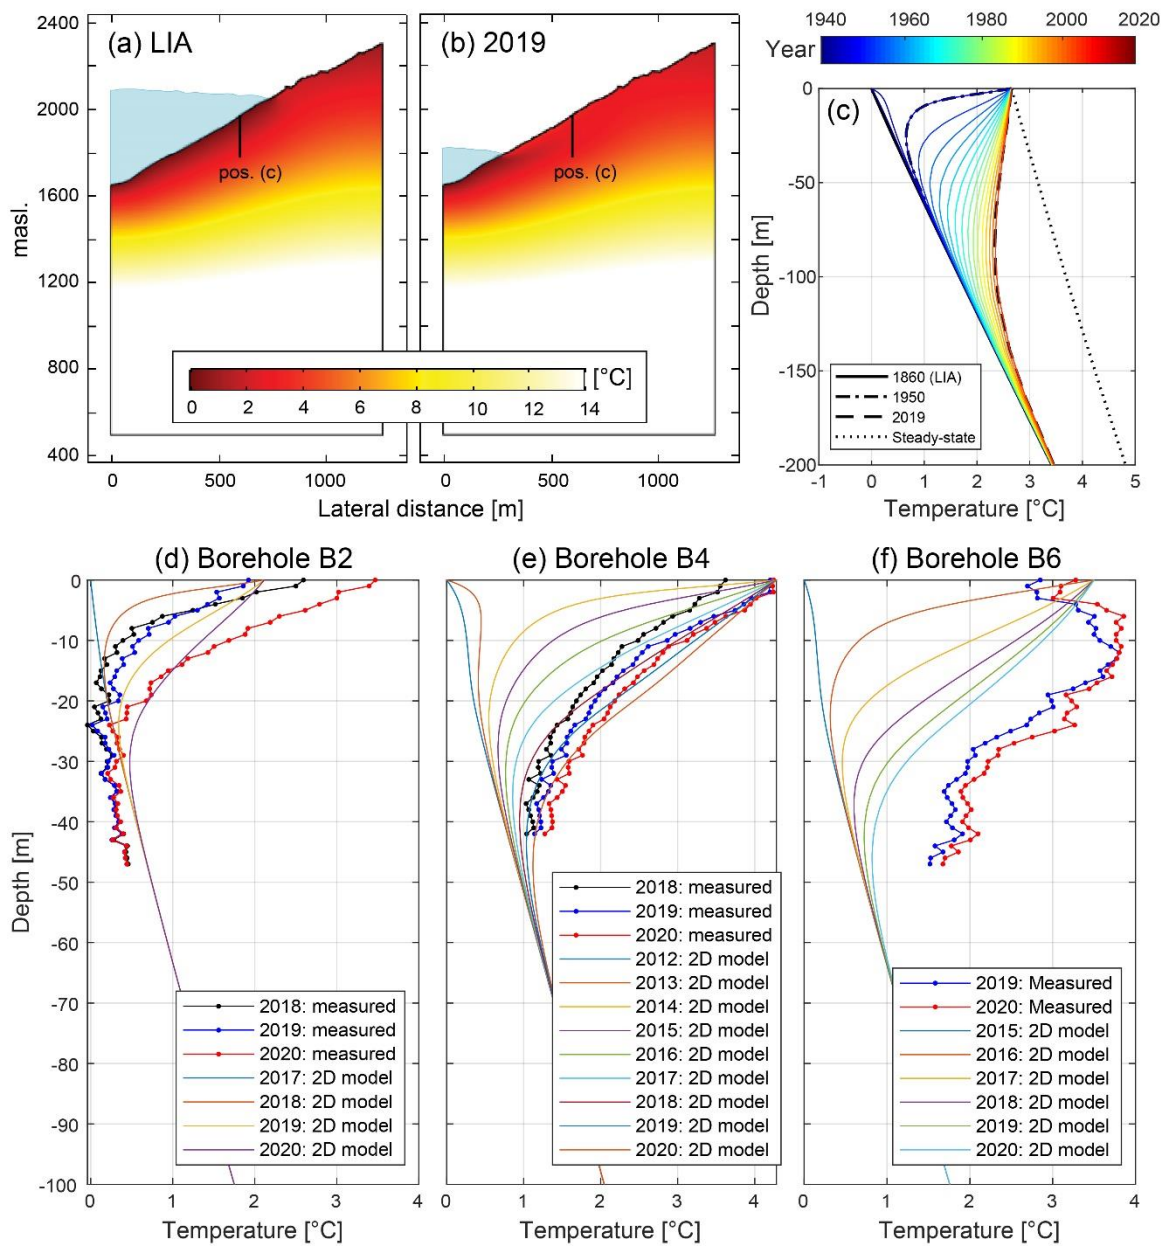 (a) LIA
(b) 2019
masl.
2400
2000
1600
1200
800
400
pos. (c)
pos. (c)
[°C]
0 2 4 6 8 10 12 14
0 500 1000
0 500 1000
Lateral distance [m]
1940 1960 1980 2000 2020
Year
(c)
Depth [m]
0
-50
-100
-150
-200
1860 (LIA)
1950
2019
Steady-state
-1 0 1 2 3 4 5
Temperature [°C]
(d) Borehole B2
Depth [m]
0
-10
-20
-30
-40
-50
-60
-70
-80
-90
-100
2018: measured
2019: measured
2020: measured
2017: 2D model
2018: 2D model
2019: 2D model
2020: 2D model
0 1 2 3 4
Temperature [°C]
(e) Borehole B4
2018: measured
2019: measured
2020: measured
2012: 2D model
2013: 2D model
2014: 2D model
2015: 2D model
2016: 2D model
2017: 2D model
2018: 2D model
2019: 2D model
2020: 2D model
0 1 2 3 4
Temperature [°C]
(f) Borehole B6
2019: Measured
2020: Measured
2015: 2D model
2016: 2D model
2017: 2D model
2018: 2D model
2019: 2D model
2020: 2D model
0 1 2 3 4
Temperature [°C]